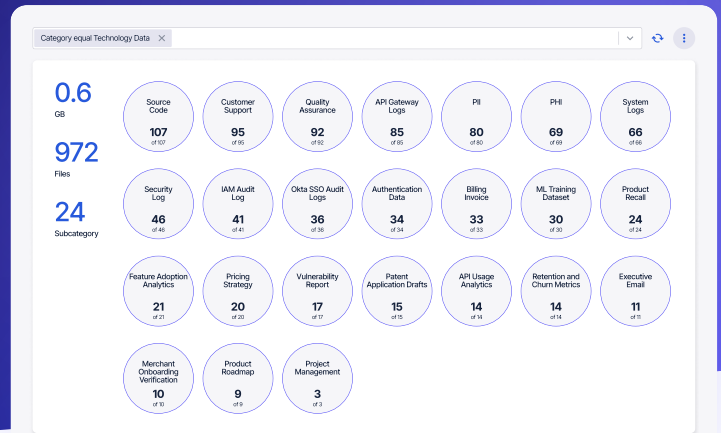 Category equal Technology Data
0.6
GB
972
Files
24
Subcategory
Source
Code
107
of 107
Customer
Support
95
of 95
Quality
Assurance
92
of 92
API Gateway
Logs
85
of 85
PII
80
of 80
PHI
69
of 69
System
Logs
66
of 66
Security
Log
46
of 46
IAM Audit
Log
41
of 41
Okta SSO Audit
Logs
36
of 36
Authentication
Data
34
of 34
Billing
Invoice
33
of 33
ML Training
Dataset
30
of 30
Product
Recall
24
of 24
Feature Adoption
Analytics
21
of 21
Pricing
Strategy
20
of 20
Vulnerability
Report
17
of 17
Patent
Application Drafts
15
of 15
API Usage
Analytics
14
of 14
Retention and
Churn Metrics
14
of 14
Executive
Email
11
of 11
Merchant
Onboarding
Verification
10
of 10
Product
Roadmap
9
of 9
Project
Management
3
of 3